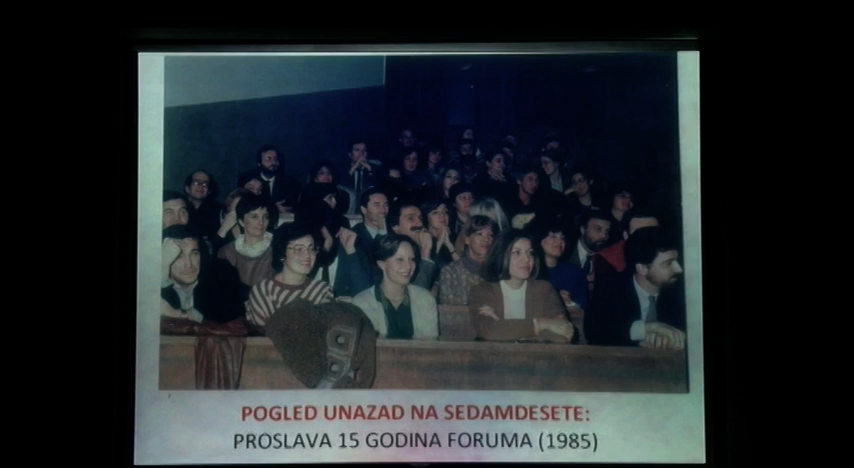 POGLED UNAZAD NA SEDAMDESETE:
PROSLAVA 15 GODINA FORUMA (1985)